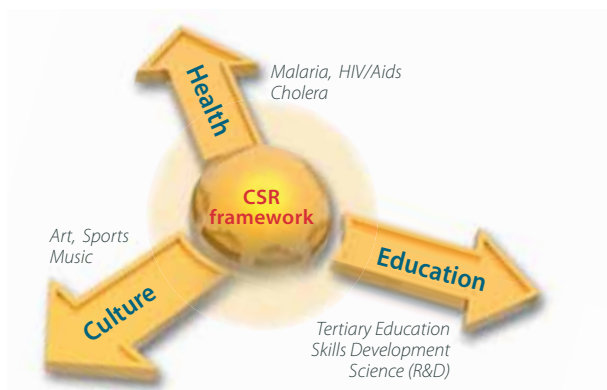 Health
Malaria, HIV/Aids
Cholera
CSR
framework
Art, Sports
Music
Culture
Education
Tertiary Education
Skills Development
Science (R&D)